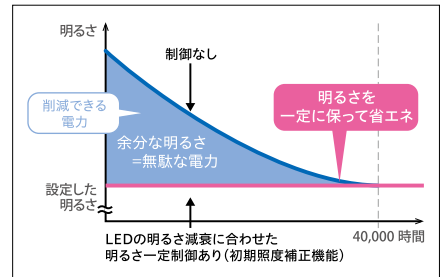 明るさ
制御なし
削減できる
電力
明るさを
一定に保って省エネ
余分な明るさ
=無駄な電力
設定した
明るさ
LEDの明るさ減衰に合わせた
明るさ一定制御あり(初期照度補正機能)
40,000 時間